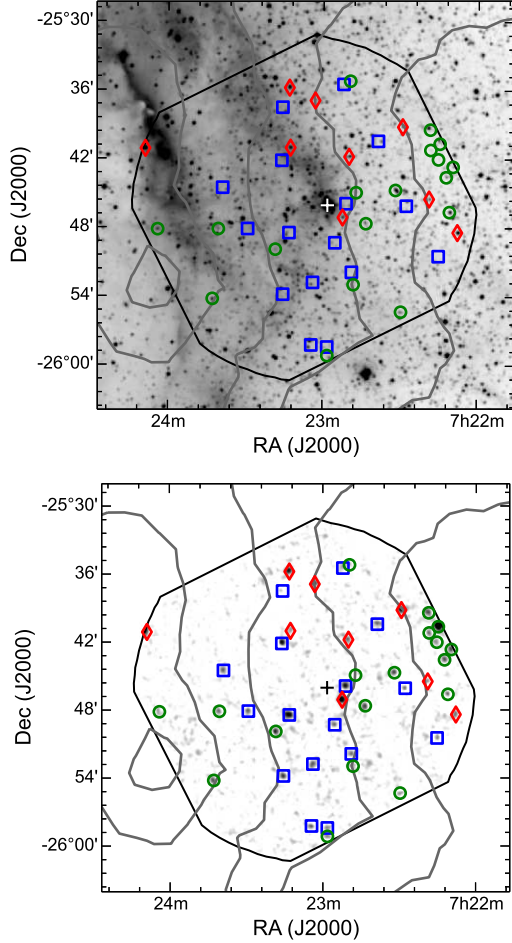 -25°30'
36'
42'
48'
54'
-26°00'
Dec (J2000)
24m
23m
7h22m
RA (J2000)
-25°30'
36'
42'
48'
54'
-26°00'
Dec (J2000)
24m
23m
7h22m
RA (J2000)